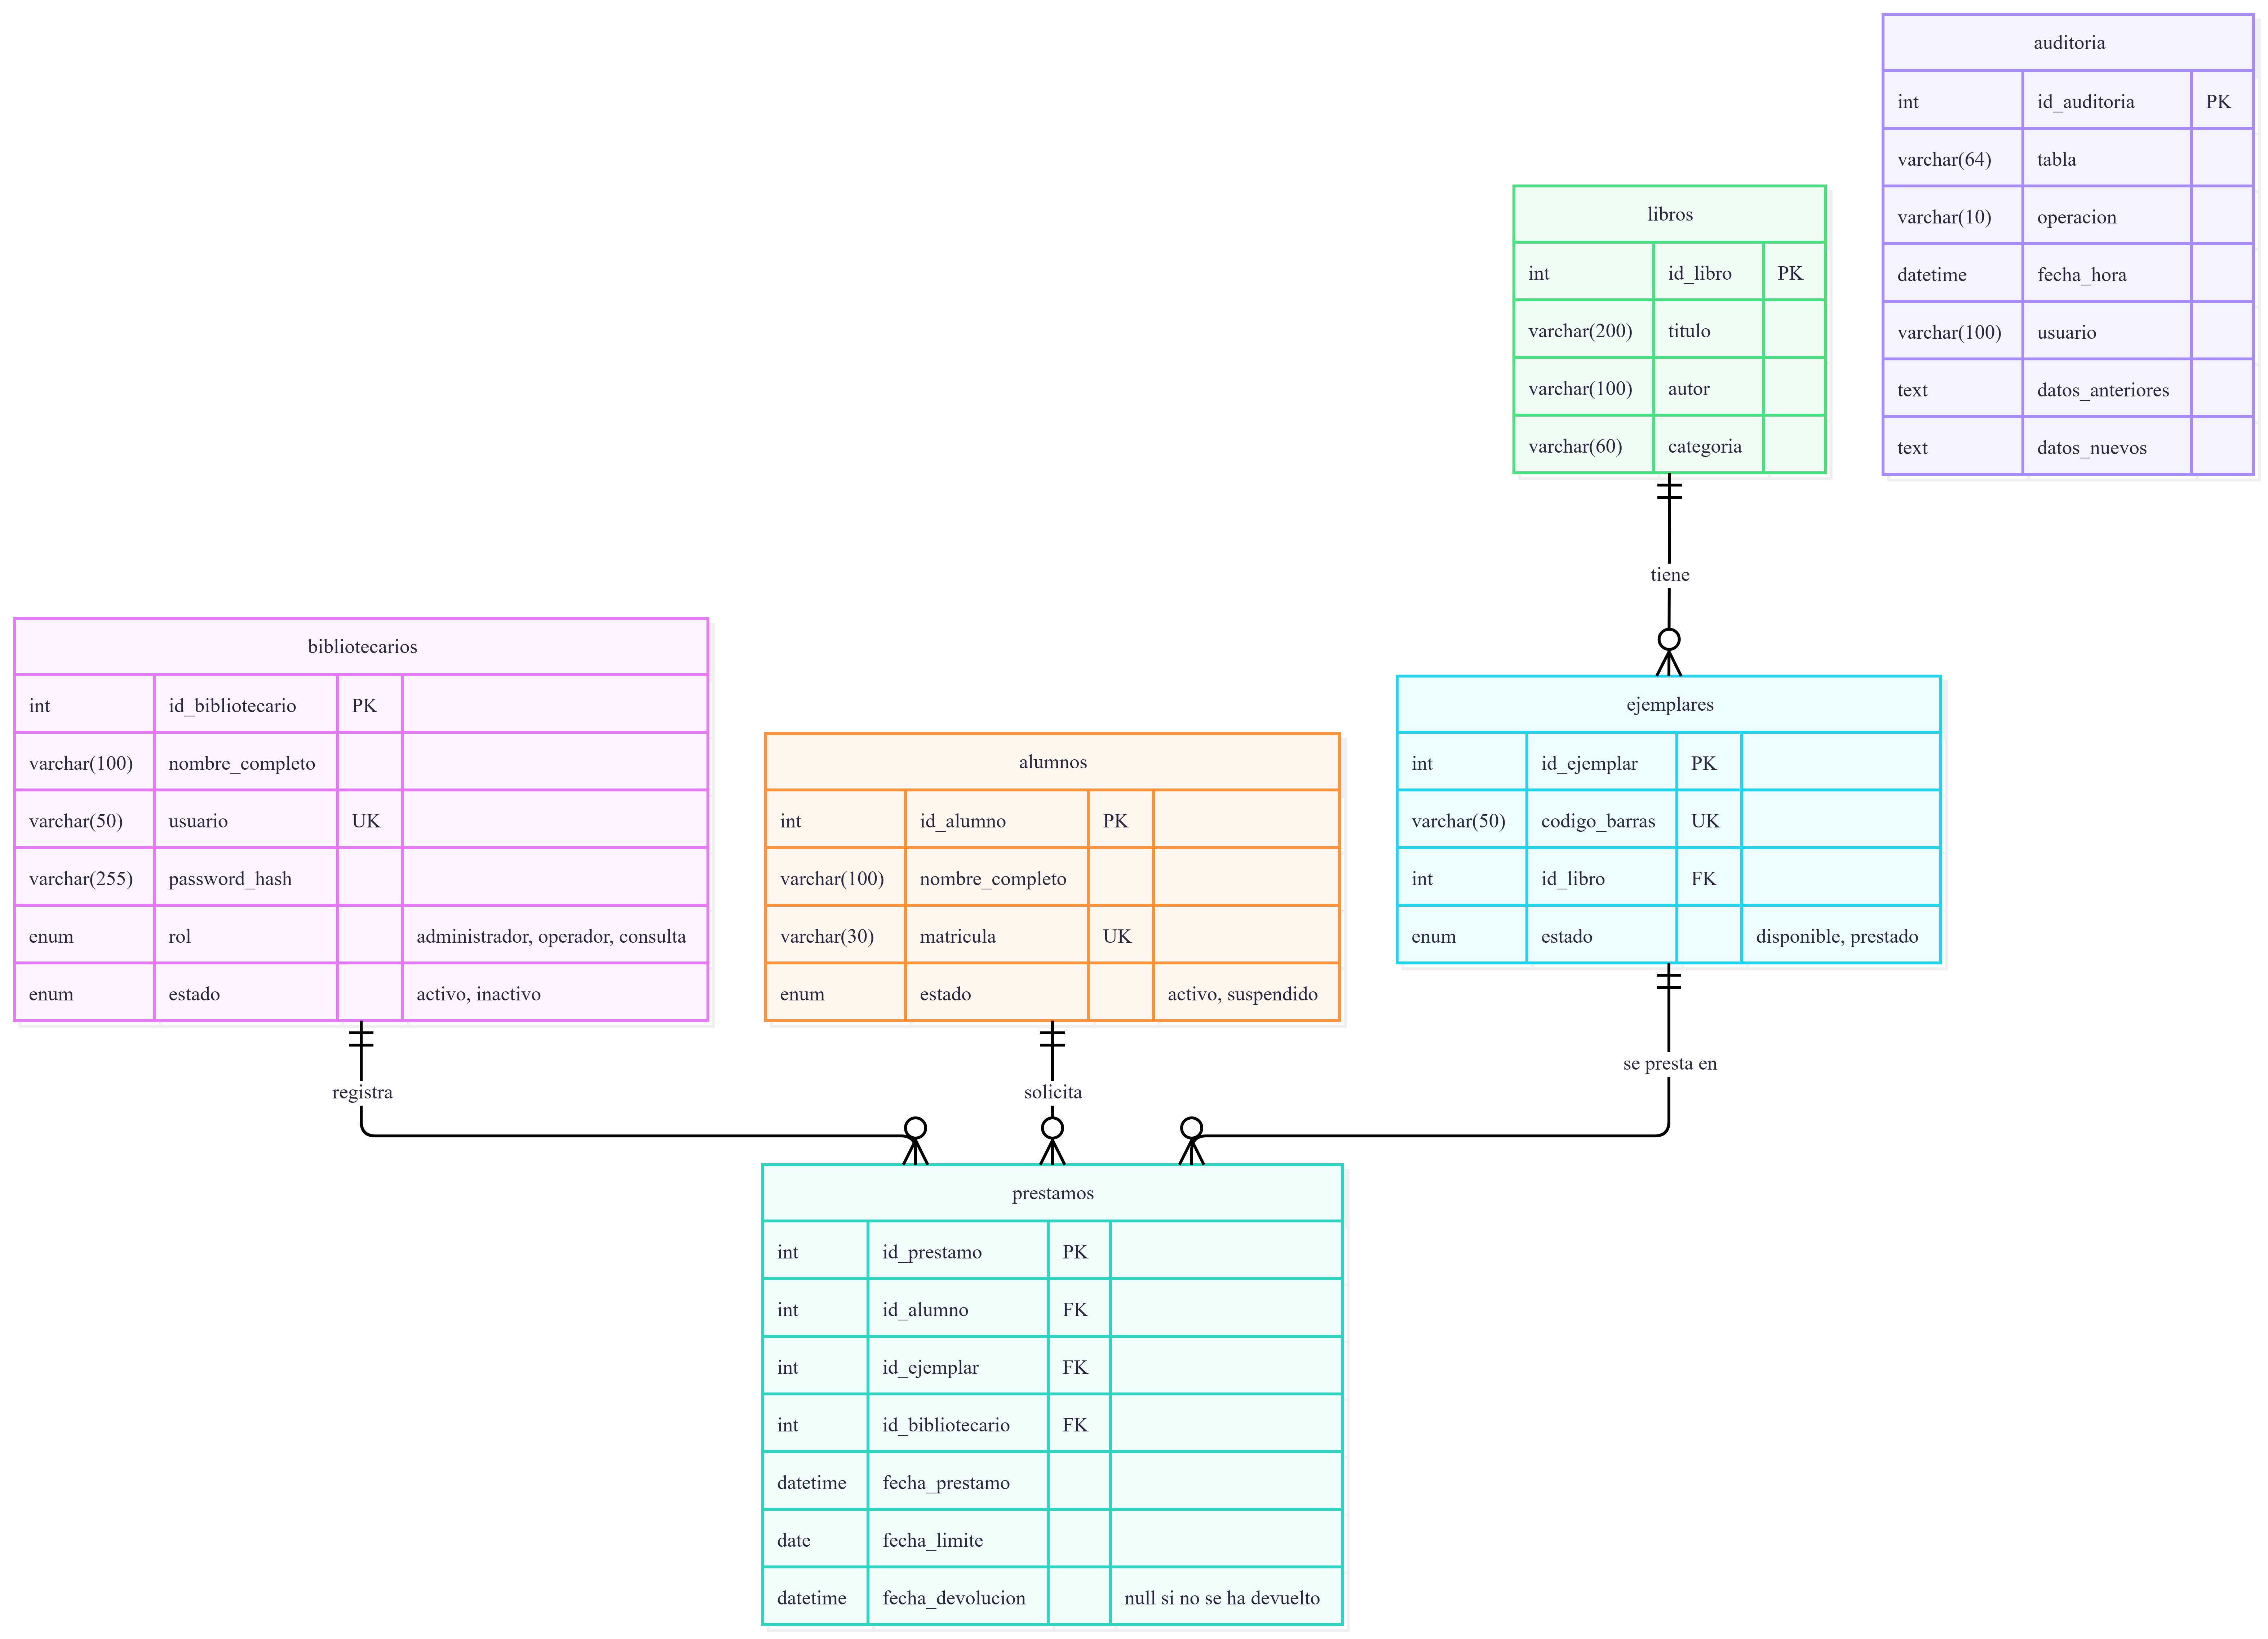 auditoria
int id_auditoria PK
varchar(64) tabla
varchar(10) operacion
datetime fecha_hora
varchar(100) usuario
text datos_anteriores
text datos_nuevos
libros
int id_libro PK
varchar(200) titulo
varchar(100) autor
varchar(60) categoria
tiene
bibliotecarios
int id_bibliotecario PK
varchar(100) nombre_completo
varchar(50) usuario UK
varchar(255) password_hash
enum rol administrador, operador, consulta
enum estado activo, inactivo
alumnos
int id_alumno PK
varchar(100) nombre_completo
varchar(30) matricula UK
enum estado activo, suspendido
ejemplares
int id_ejemplar PK
varchar(50) codigo_barras UK
int id_libro FK
enum estado disponible, prestado
registra
solicita
se presta en
prestamos
int id_prestamo PK
int id_alumno FK
int id_ejemplar FK
int id_bibliotecario FK
datetime fecha_prestamo
date fecha_limite
datetime fecha_devolucion null si no se ha devuelto